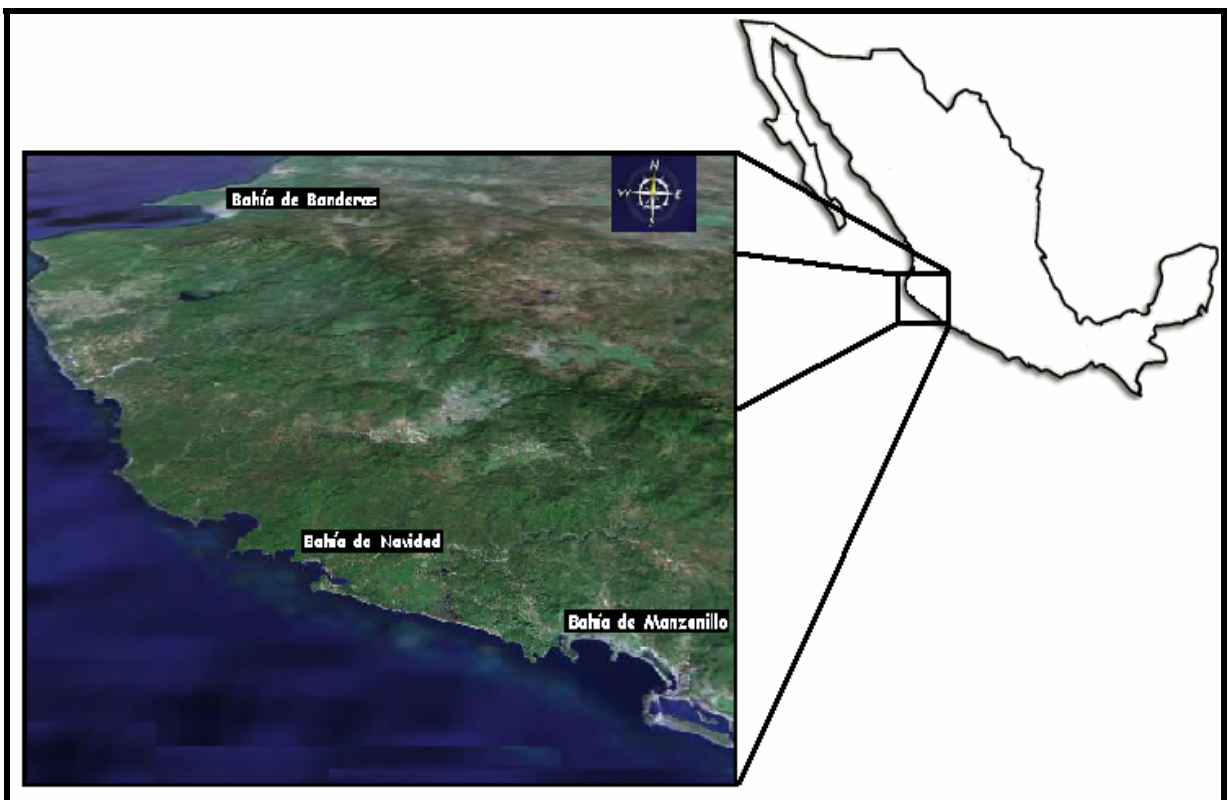 N
Bahía de Banderas
W E
S
Bahía de Navidad
Bahía de Manzanillo